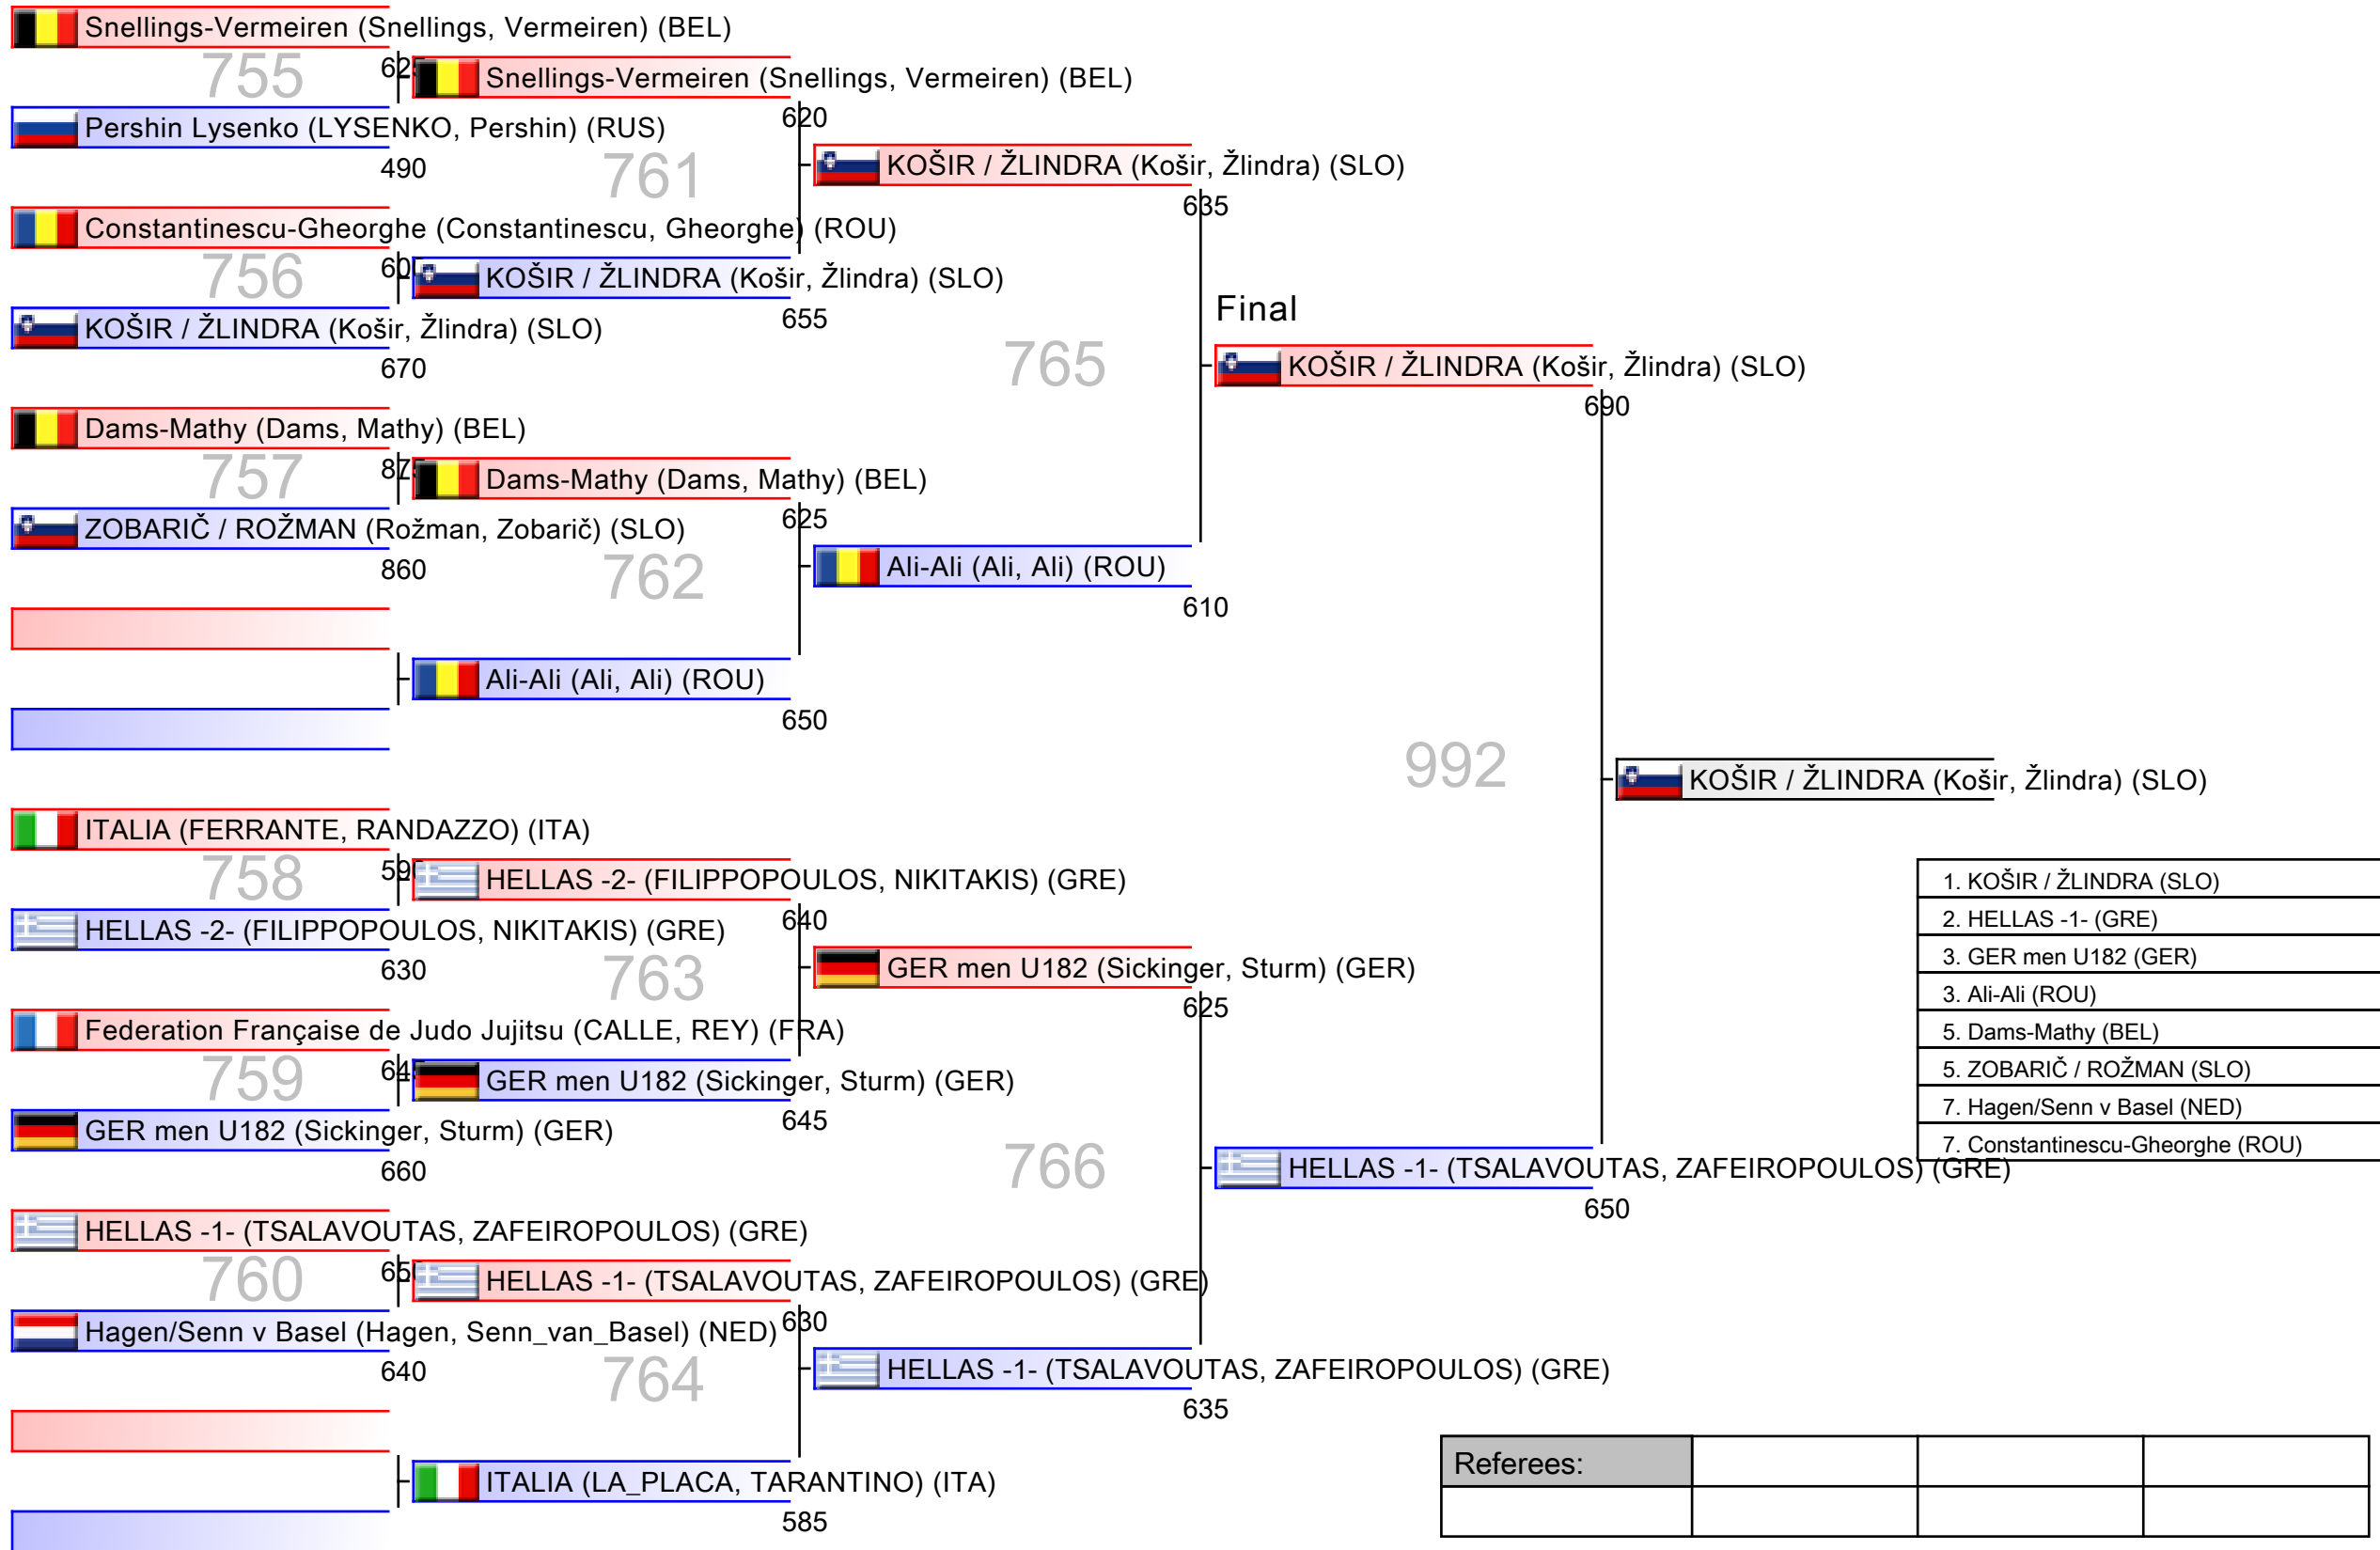 Snellings-Vermeiren (Snellings, Vermeiren) (BEL)
755
Snellings-Vermeiren (Snellings, Vermeiren) (BEL)
Pershin Lysenko (LYSENKO, Pershin) (RUS)
620
490
761
KOŠIR / ŽLINDRA (Košir, Žlindra) (SLO)
635
Constantinescu-Gheorghe (Constantinescu, Gheorghe) (ROU)
756
KOŠIR / ŽLINDRA (Košir, Žlindra) (SLO)
655
KOŠIR / ŽLINDRA (Košir, Žlindra) (SLO)
670
Final
765
KOŠIR / ŽLINDRA (Košir, Žlindra) (SLO)
690
Dams-Mathy (Dams, Mathy) (BEL)
757
Dams-Mathy (Dams, Mathy) (BEL)
625
ZOBARIČ / ROŽMAN (Rožman, Zobarič) (SLO)
860
762
Ali-Ali (Ali, Ali) (ROU)
610
Ali-Ali (Ali, Ali) (ROU)
650
992
KOŠIR / ŽLINDRA (Košir, Žlindra) (SLO)
ITALIA (FERRANTE, RANDAZZO) (ITA)
758
HELLAS -2- (FILIPPOPOULOS, NIKITAKIS) (GRE)
640
HELLAS -2- (FILIPPOPOULOS, NIKITAKIS) (GRE)
630
763
GER men U182 (Sickinger, Sturm) (GER)
625
Federation Française de Judo Jujitsu (CALLE, REY) (FRA)
759
GER men U182 (Sickinger, Sturm) (GER)
645
GER men U182 (Sickinger, Sturm) (GER)
660
766
HELLAS -1- (TSALAVOUTAS, ZAFEIROPOULOS) (GRE)
650
HELLAS -1- (TSALAVOUTAS, ZAFEIROPOULOS) (GRE)
760
HELLAS -1- (TSALAVOUTAS, ZAFEIROPOULOS) (GRE)
630
Hagen/Senn v Basel (Hagen, Senn_van_Basel) (NED)
640
764
HELLAS -1- (TSALAVOUTAS, ZAFEIROPOULOS) (GRE)
635
ITALIA (LA_PLACA, TARANTINO) (ITA)
585
1. KOŠIR / ŽLINDRA (SLO)
2. HELLAS -1- (GRE)
3. GER men U182 (GER)
3. Ali-Ali (ROU)
5. Dams-Mathy (BEL)
5. ZOBARIČ / ROŽMAN (SLO)
7. Hagen/Senn v Basel (NED)
7. Constantinescu-Gheorghe (ROU)
Referees: